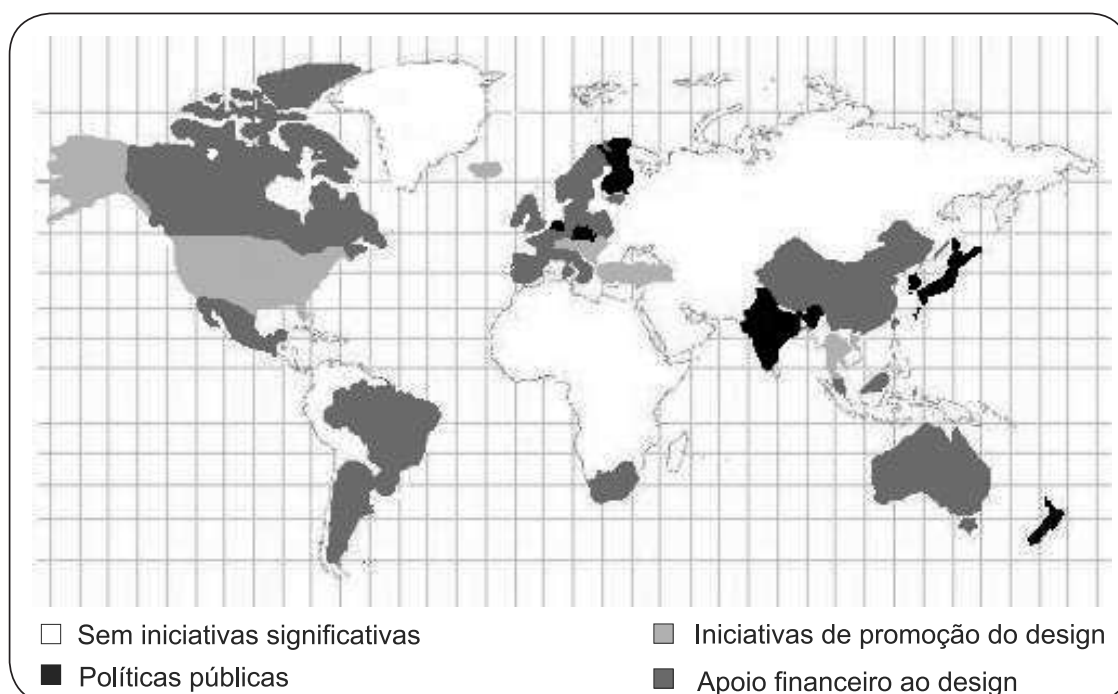 Sem iniciativas significativas
Iniciativas de promoção do design
Políticas públicas
Apoio financeiro ao design